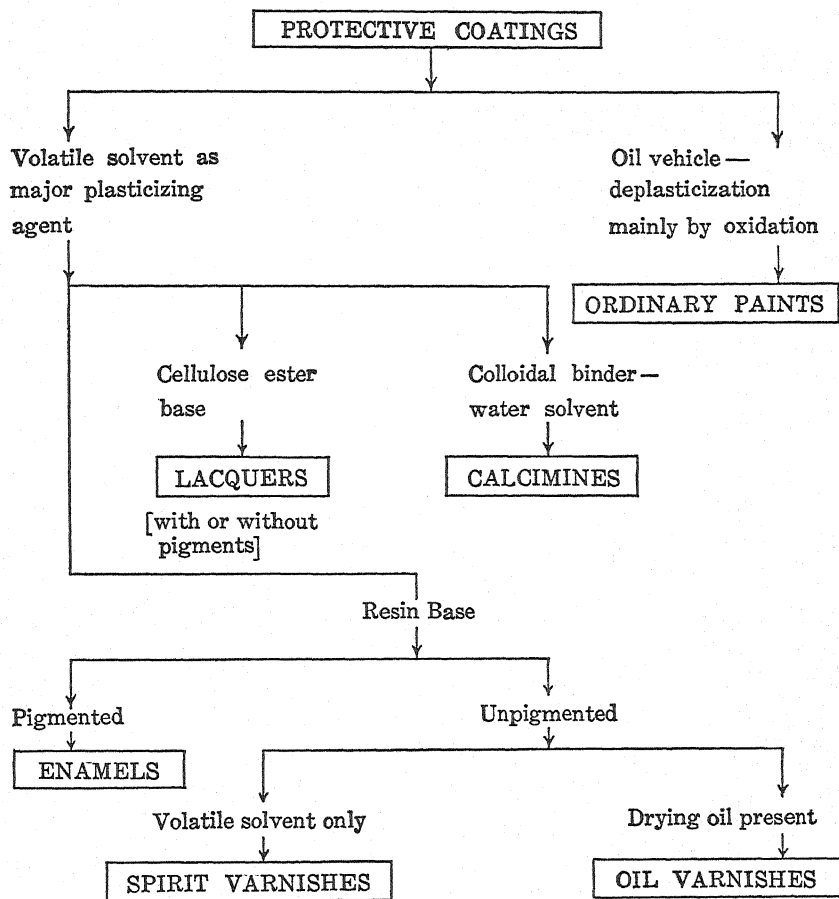 PROTECTIVE COATINGS
Volatile solvent as
major plasticizing
agent
Oil vehicle—
deplasticization
mainly by oxidation
ORDINARY PAINTS
Cellulose ester
base
LACQUERS
[with or without
pigments]
Colloidal binder—
water solvent
CALCIMINES
Resin Base
Pigmented
ENAMELS
Unpigmented
Volatile solvent only
SPIRIT VARNISHES
Drying oil present
OIL VARNISHES